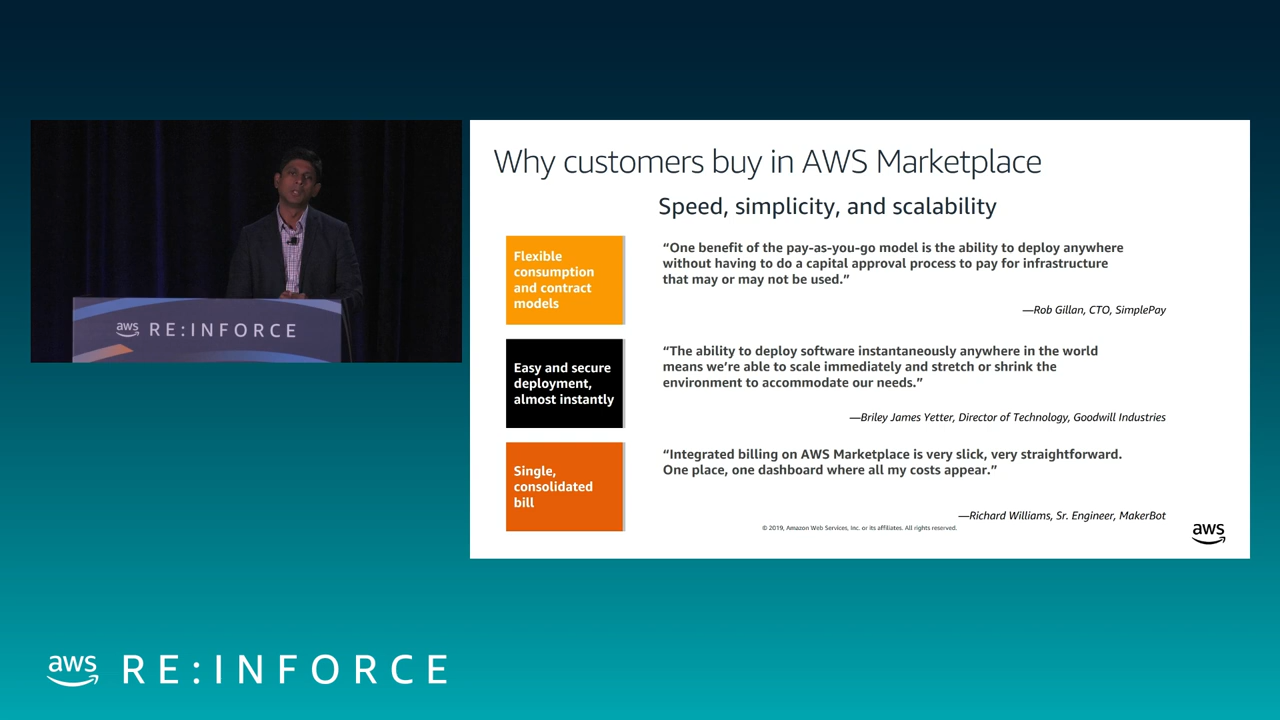 Why customers buy in AWS Marketplace
Speed, simplicity, and scalability
Flexible
consumption
and contract
models
“One benefit of the pay-as-you-go model is the ability to deploy anywhere
without having to do a capital approval process to pay for infrastructure
that may or may not be used.”
—Rob Gillan, CTO, SimplePay
Easy and secure
deployment,
almost instantly
“The ability to deploy software instantaneously anywhere in the world
means we’re able to scale immediately and stretch or shrink the
environment to accommodate our needs.”
—Briley James Yetter, Director of Technology, Goodwill Industries
Single,
consolidated
bill
“Integrated billing on AWS Marketplace is very slick, very straightforward.
One place, one dashboard where all my costs appear.”
—Richard Williams, Sr. Engineer, MakerBot
© 2019, Amazon Web Services, Inc. or its affiliates. All rights reserved.
aws
aws RE:INFORCE
aws RE:INFORCE